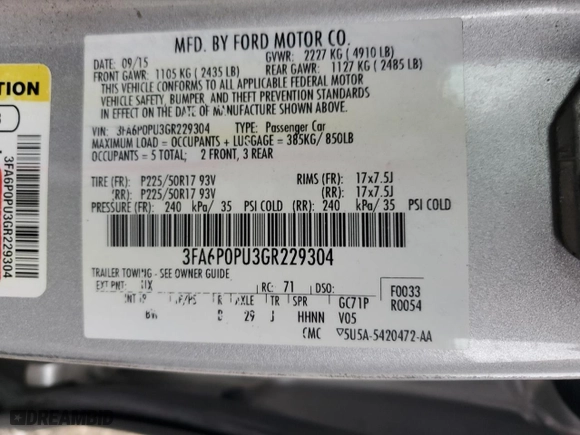 MFD. BY FORD MOTOR CO.
DATE: 09/15 GVWR: 2227 KG ( 4910 LB)
FRONT GAWR: 1105 KG ( 2435 LB) REAR GAWR: 1127 KG ( 2485 LB)
THIS VEHICLE CONFORMS TO ALL APPLICABLE FEDERAL MOTOR
VEHICLE SAFETY, BUMPER, AND THEFT PREVENTION STANDARDS
IN EFFECT ON THE DATE OF MANUFACTURE SHOWN ABOVE.
VIN: 3FA6P0PU3GR229304 TYPE: Passenger Car
MAXIMUM LOAD = OCCUPANTS + LUGGAGE = 385KG/ 850LB
OCCUPANTS = 5 TOTAL; 2 FRONT, 3 REAR
TIRE (FR): P225/50R17 93V RIMS (FR): 17x7.5J
(RR): P225/50R17 93V (RR): 17x7.5J
PRESSURE (FR): 240 kPa/ 35 PSI COLD (RR): 240 kPa/ 35 PSI COLD
3FA6P0PU3GR229304
TRAILER TOWING - SEE OWNER GUIDE
EXT PNT: RC: 71 DSO: F0033
R AXLE TR SPR GC71P R0054
29 J HHNN V05
5U5A-5420472-AA
3FA6P0PU3GR229304
DREAMBID